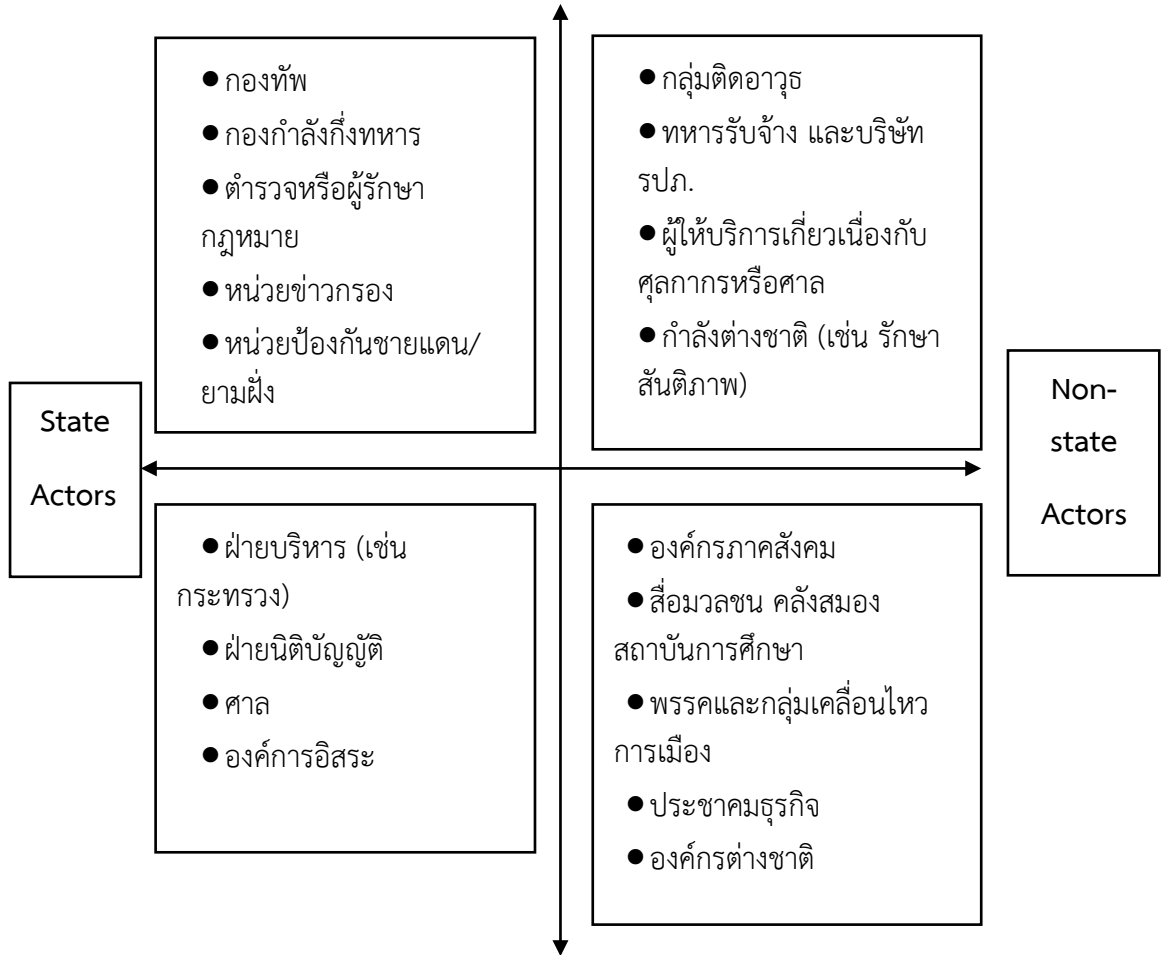 ● กองทัพ
● กองกำลังกึ่งทหาร
● ตำรวจหรือผู้รักษา
กฎหมาย
● หน่วยข่าวกรอง
● หน่วยป้องกันชายแดน/
ยามฝั่ง
● กลุ่มติดอาวุธ
● ทหารรับจ้าง และบริษัท
รปภ.
● ผู้ให้บริการเกี่ยวเนื่องกับ
ศุลกากรหรือศาล
● กำลังต่างชาติ (เช่น รักษา
สันติภาพ)
State
Actors
Non-
state
Actors
● ฝ่ายบริหาร (เช่น
กระทรวง)
● ฝ่ายนิติบัญญัติ
● ศาล
● องค์การอิสระ
● องค์กรภาคสังคม
● สื่อมวลชน คลังสมอง
สถาบันการศึกษา
● พรรคและกลุ่มเคลื่อนไหว
การเมือง
● ประชาคมธุรกิจ
● องค์กรต่างชาติ